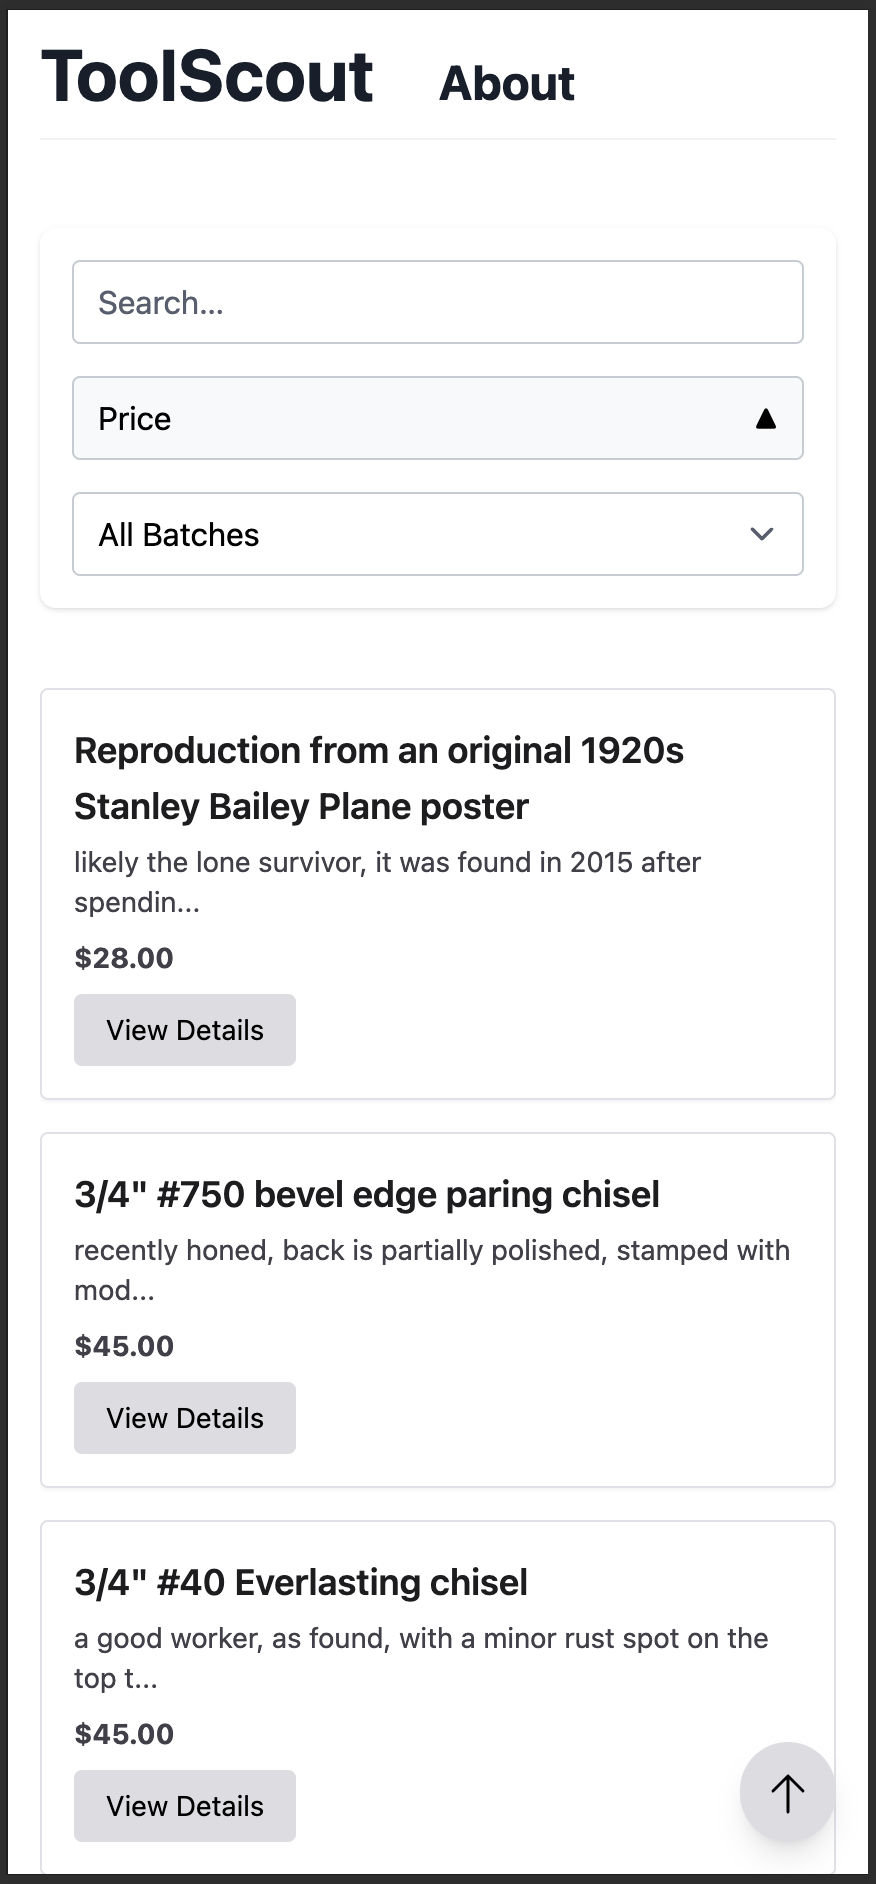 ToolScout About
Search...
Price ▲
All Batches
Reproduction from an original 1920s
Stanley Bailey Plane poster
likely the lone survivor, it was found in 2015 after
spendin...
$28.00
View Details
3/4" #750 bevel edge paring chisel
recently honed, back is partially polished, stamped with
mod...
$45.00
View Details
3/4" #40 Everlasting chisel
a good worker, as found, with a minor rust spot on the
top t...
$45.00
View Details